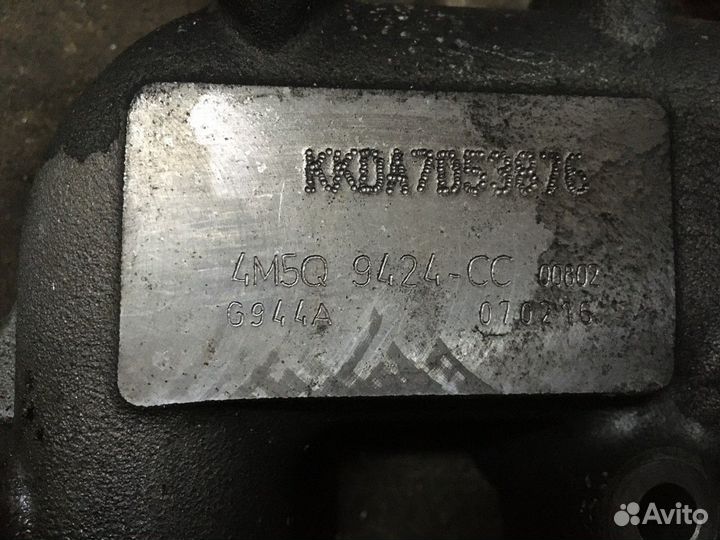 KKDA7D53876
4M5Q 9424-CC 00802
G944A 070216
Avito